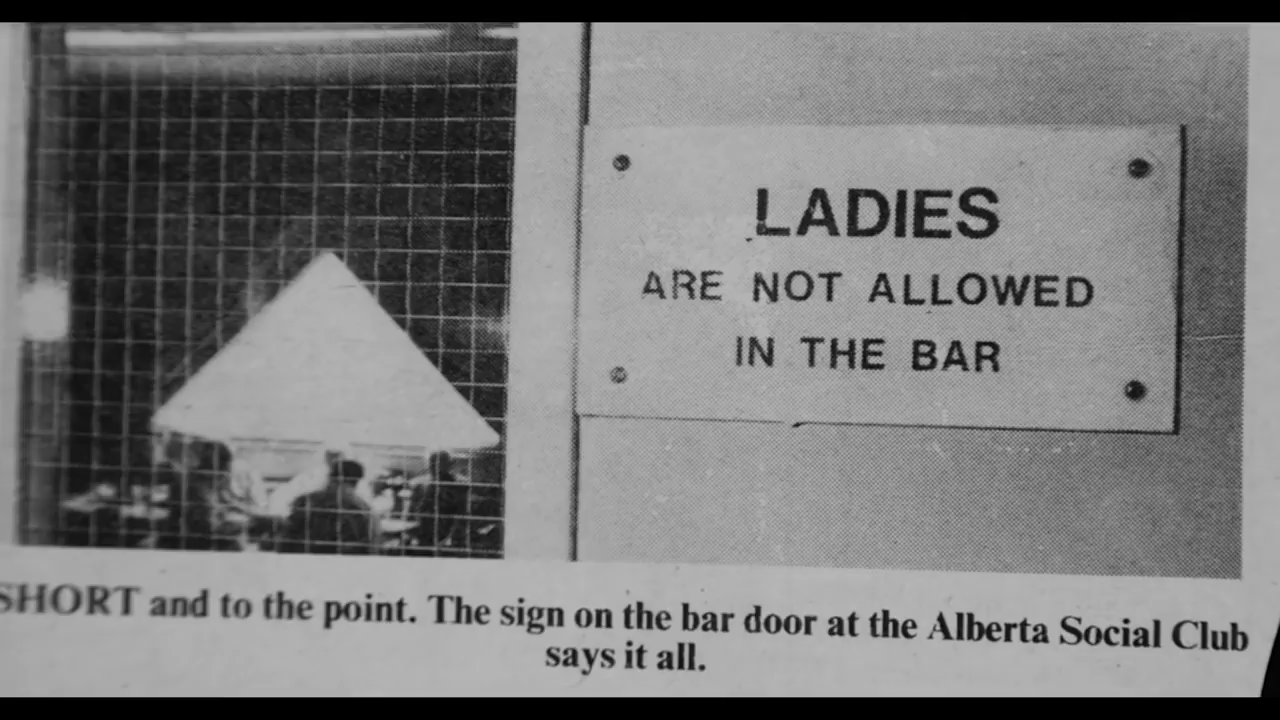 LADIES
ARE NOT ALLOWED
IN THE BAR
SHORT and to the point. The sign on the bar door at the Alberta Social Club
says it all.